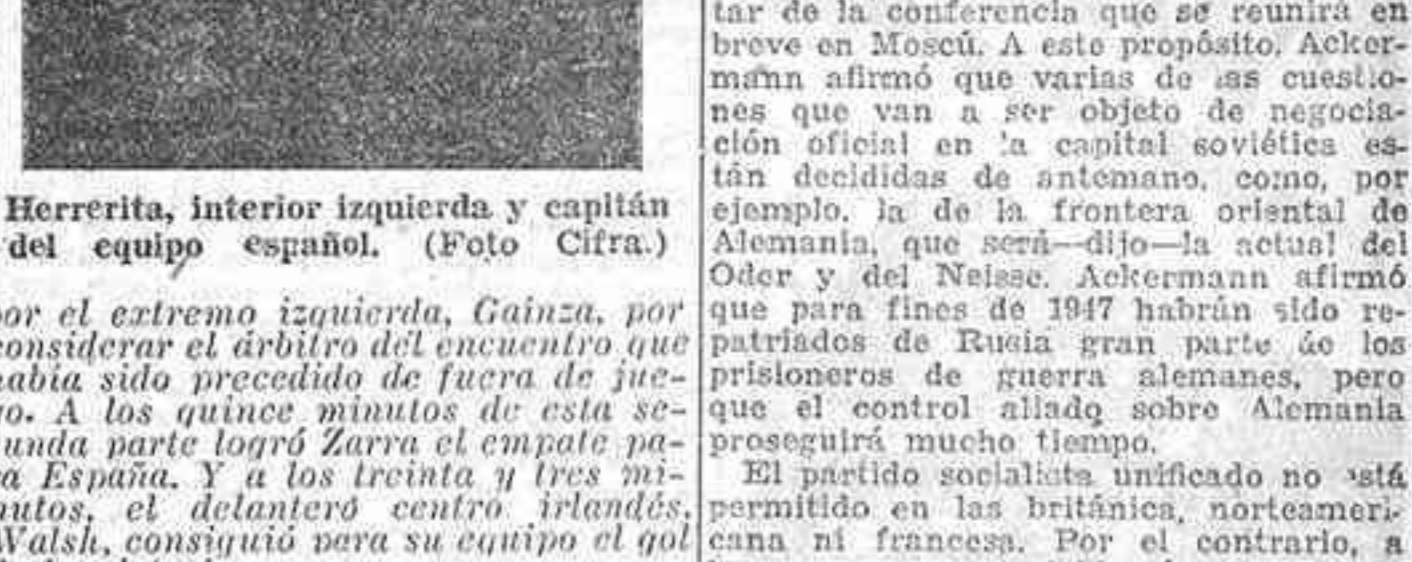 Herrerita, interior izquierda y capitán
del equipo español. (Foto Cifra.)
por el extremo izquierda, Gainza, por
considerar el árbitro del encuentro que
había sido precedido de fuera de jue-
go. A los quince minutos de esta se-
gunda parte logró Zarra el empate pa-
ra España. Y a los treinta y tres mi-
nutos, el delanteró centro irlandés,
Walsh, consiguió para su equipo el gol
tar de la conferencia que se reunirá en
breve en Moscú. A este propósito, Acker-
mann afirmó que varias de las cuestio-
nes que van a ser objeto de negocia-
ción oficial en la capital soviética es-
tán decididas de antemano, como, por
ejemplo, la de la frontera oriental de
Alemania, que será—dijo—la actual del
Oder y del Neisse. Ackermann afirmó
que para fines de 1947 habrán sido re-
patriados de Rusia gran parte de los
prisioneros de guerra alemanes, pero
que el control aliado sobre Alemania
proseguirá mucho tiempo.
El partido socialista unificado no está
permitido en las británica, norteameri-
cana ni francesa. Por el contrario, a